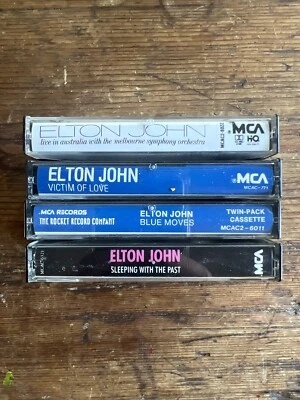 ELTON JOHN
live in australia with the melbourne symphony orchestra
MCA
HQ
ELTON JOHN
VICTIM OF LOVE
MCA
MCA RECORDS
THE ROCKET RECORD COMPANY
ELTON JOHN
BLUE MOVES
TWIN-PACK
CASSETTE
MCAC2-6011
ELTON JOHN
SLEEPING WITH THE PAST
MCA